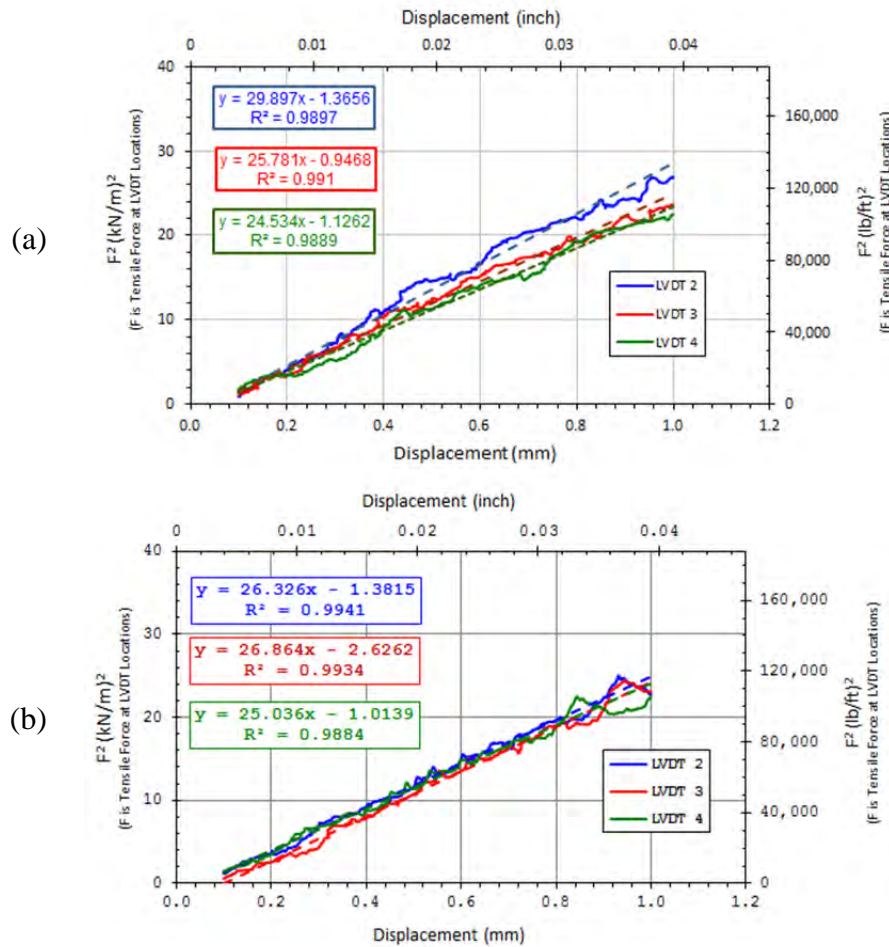 (a)
Displacement (inch)
0 0.01 0.02 0.03 0.04
40
30
20
10
0
F² (kN/m)²
(F is Tensile Force at LVDT Locations)
y = 29.897x - 1.3656
R² = 0.9897
y = 25.781x - 0.9468
R² = 0.991
y = 24.534x - 1.1262
R² = 0.9889
LVDT 2
LVDT 3
LVDT 4
160,000
120,000
80,000
40,000
0
F² (lb/ft)²
(F is Tensile Force at LVDT Locations)
0.0 0.2 0.4 0.6 0.8 1.0 1.2
Displacement (mm)
(b)
Displacement (inch)
0 0.01 0.02 0.03 0.04
40
30
20
10
0
F² (kN/m)²
(F is Tensile Force at LVDT Locations)
y = 26.326x - 1.3815
R² = 0.9941
y = 26.864x - 2.6262
R² = 0.9934
y = 25.036x - 1.0139
R² = 0.9884
LVDT 2
LVDT 3
LVDT 4
160,000
120,000
80,000
40,000
0
F² (lb/ft)²
(F is Tensile Force at LVDT Locations)
0.0 0.2 0.4 0.6 0.8 1.0 1.2
Displacement (mm)